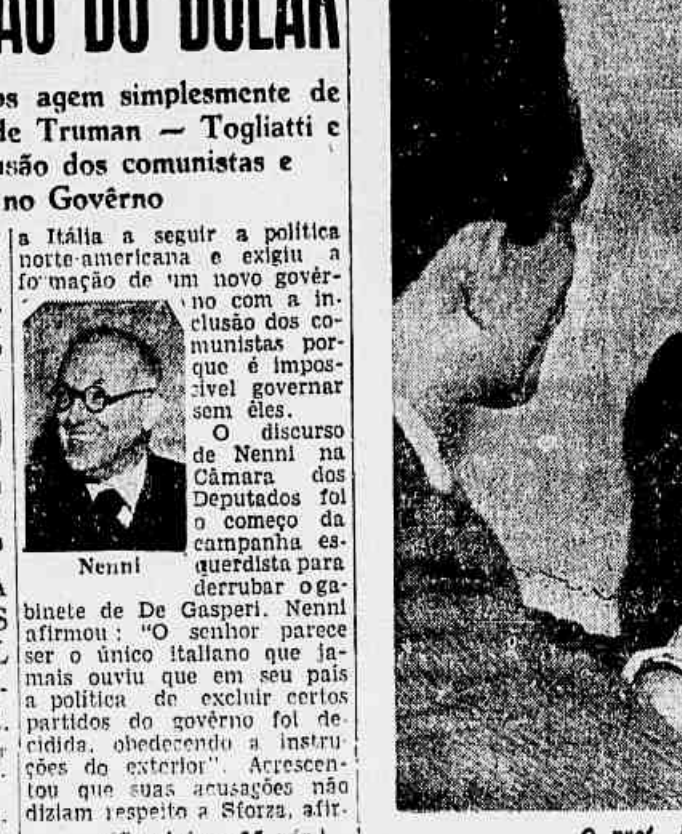 ÃO DO DOLAR
os agem simplesmente de
de Truman — Togliatti e
usão dos comunistas e
no Govêrno
a Itália a seguir a política
norte-americana e exigiu a
formação de um novo govêr-
no com a in-
clusão dos co-
munistas por-
que é impos-
sivel governar
sem êles.
O discurso
de Nenni na
Câmara dos
Deputados foi
o começo da
campanha es-
querdista para
derrubar o ga-
Nenni
binete de De Gasperi. Nenni
afirmou: "O senhor parece
ser o único italiano que ja-
mais ouviu que em seu país
a política de excluir certos
partidos do govêrno foi de-
cidida, obedecendo a instru-
ções do exterior". Acrescen-
tou que suas acusações não
diziam respeito a Sforza, afir-